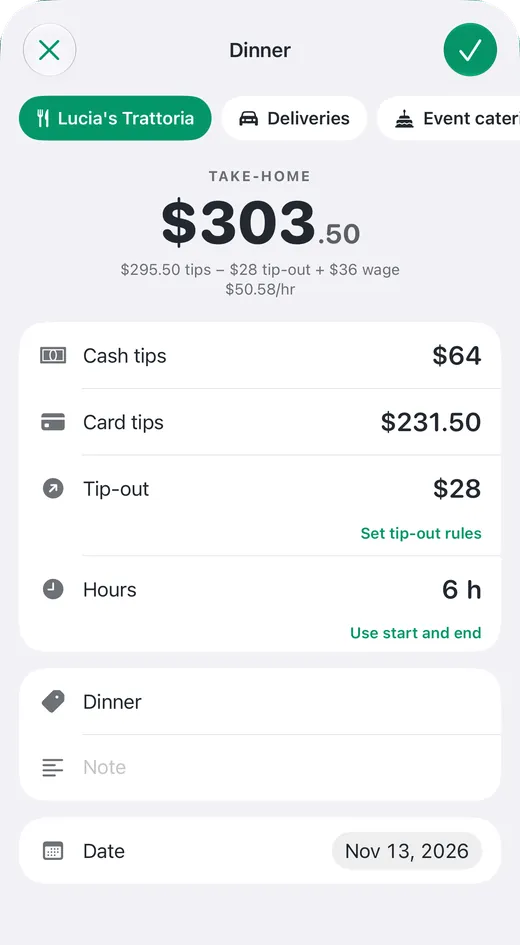 Dinner
Lucia's Trattoria
Deliveries
Event cateri
TAKE-HOME
$303.50
$295.50 tips – $28 tip-out + $36 wage
$50.58/hr
Cash tips
$64
Card tips
$231.50
Tip-out
$28
Set tip-out rules
Hours
6 h
Use start and end
Dinner
Note
Date
Nov 13, 2026